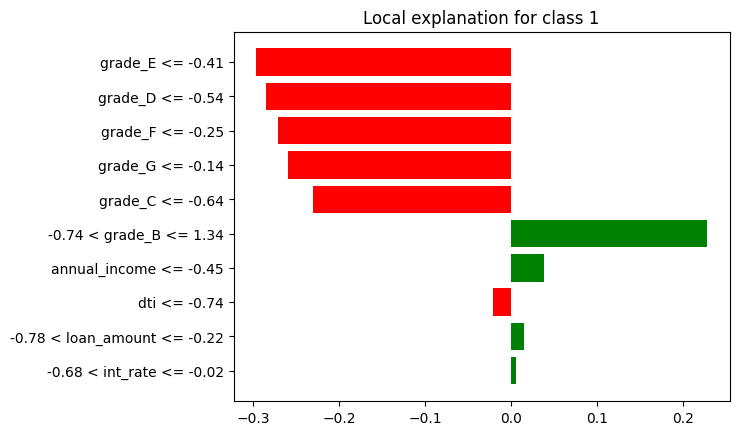 Local explanation for class 1
grade_E <= -0.41
grade_D <= -0.54
grade_F <= -0.25
grade_G <= -0.14
grade_C <= -0.64
-0.74 < grade_B <= 1.34
annual_income <= -0.45
dti <= -0.74
-0.78 < loan_amount <= -0.22
-0.68 < int_rate <= -0.02
−0.3 −0.2 −0.1 0.0 0.1 0.2